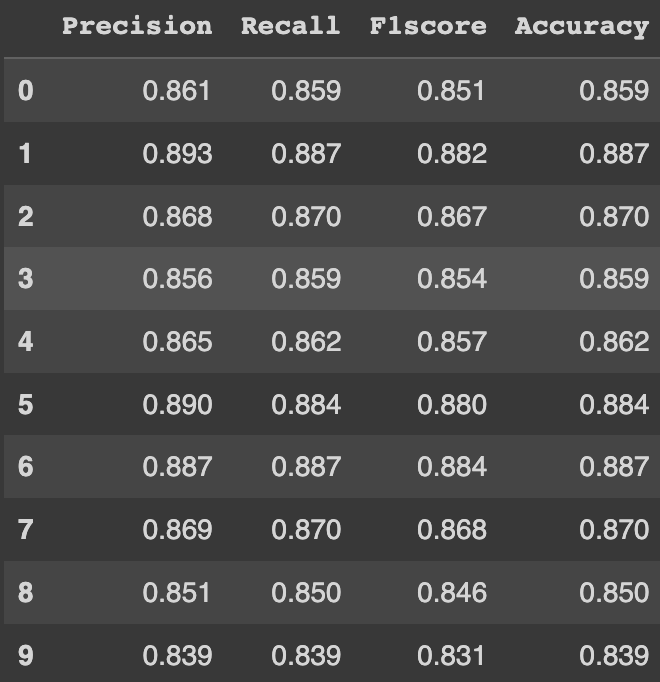 Precision Recall F1score Accuracy
0 0.861 0.859 0.851 0.859
1 0.893 0.887 0.882 0.887
2 0.868 0.870 0.867 0.870
3 0.856 0.859 0.854 0.859
4 0.865 0.862 0.857 0.862
5 0.890 0.884 0.880 0.884
6 0.887 0.887 0.884 0.887
7 0.869 0.870 0.868 0.870
8 0.851 0.850 0.846 0.850
9 0.839 0.839 0.831 0.839